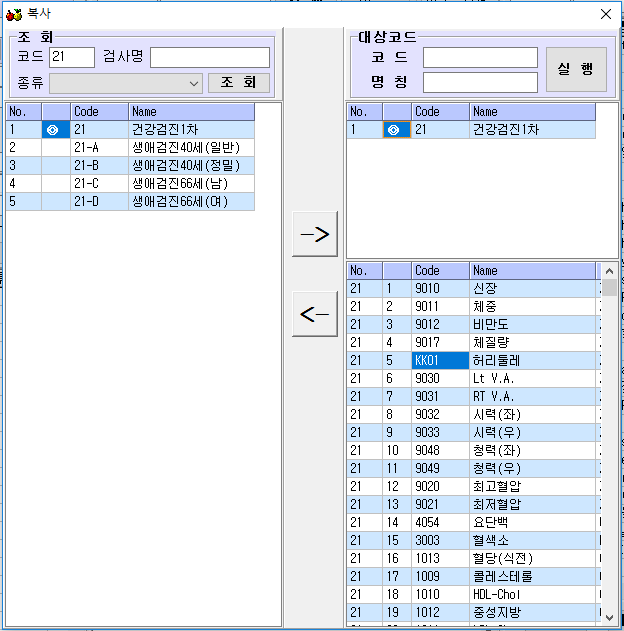 복사
조 회
코드 21 검사명
종류 조 회
No. Code Name
1 21 건강검진1차
2 21-A 생애검진40세(일반)
3 21-B 생애검진40세(정밀)
4 21-C 생애검진66세(남)
5 21-D 생애검진66세(여)
-->
<-
대상코드
코 드
명 칭
실 행
No. Code Name
1 21 건강검진1차
No. Code Name
21 1 9010 신장
21 2 9011 체중
21 3 9012 비만도
21 4 9017 체질량
21 5 KK01 허리둘레
21 6 9030 Lt V.A.
21 7 9031 RT V.A.
21 8 9032 시력(좌)
21 9 9033 시력(우)
21 10 9048 청력(좌)
21 11 9049 청력(우)
21 12 9020 최고혈압
21 13 9021 최저혈압
21 14 4054 요단백
21 15 3003 혈색소
21 16 1013 혈당(식전)
21 17 1009 콜레스테롤
21 18 1010 HDL-Chol
21 19 1012 중성지방